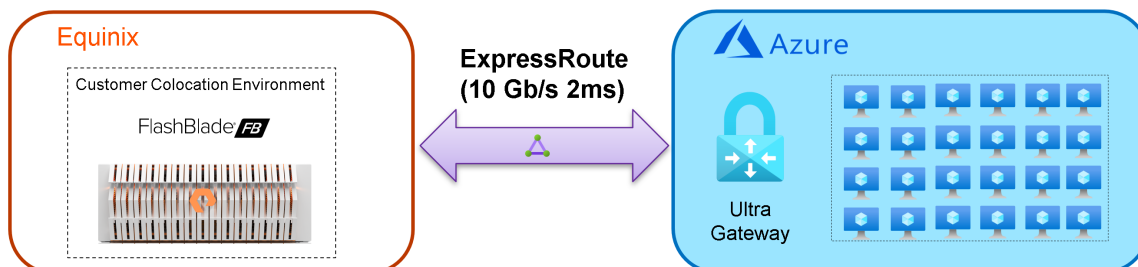 Equinix
Customer Colocation Environment
FlashBlade® FB
ExpressRoute
(10 Gb/s 2ms)
Azure
Ultra
Gateway